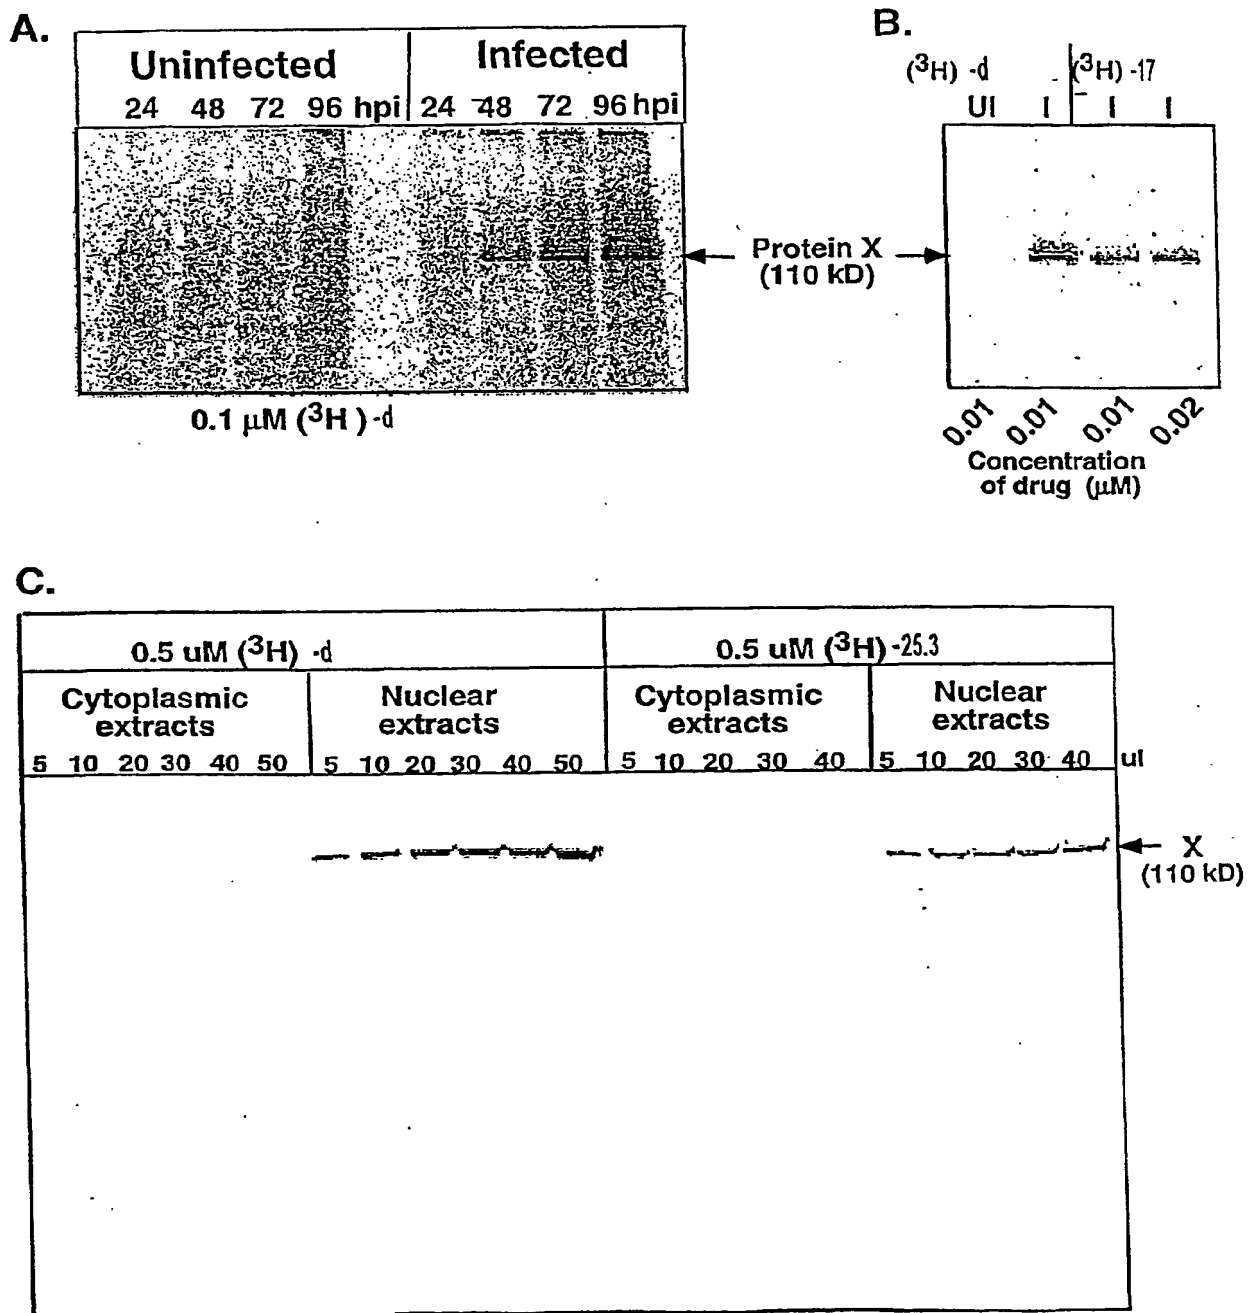 A.
Uninfected
Infected
24 48 72 96 hpi
24 48 72 96 hpi
0.1 µM (³H) -d
Protein X
(110 kD)
B.
(³H) -d
(³H) -17
UI I I I
0.01 0.01 0.01 0.02
Concentration
of drug (µM)
C.
0.5 uM (³H) -d
0.5 uM (³H) -25.3
Cytoplasmic
extracts
Nuclear
extracts
Cytoplasmic
extracts
Nuclear
extracts
5 10 20 30 40 50
5 10 20 30 40 50
5 10 20 30 40
5 10 20 30 40
ul
X
(110 kD)